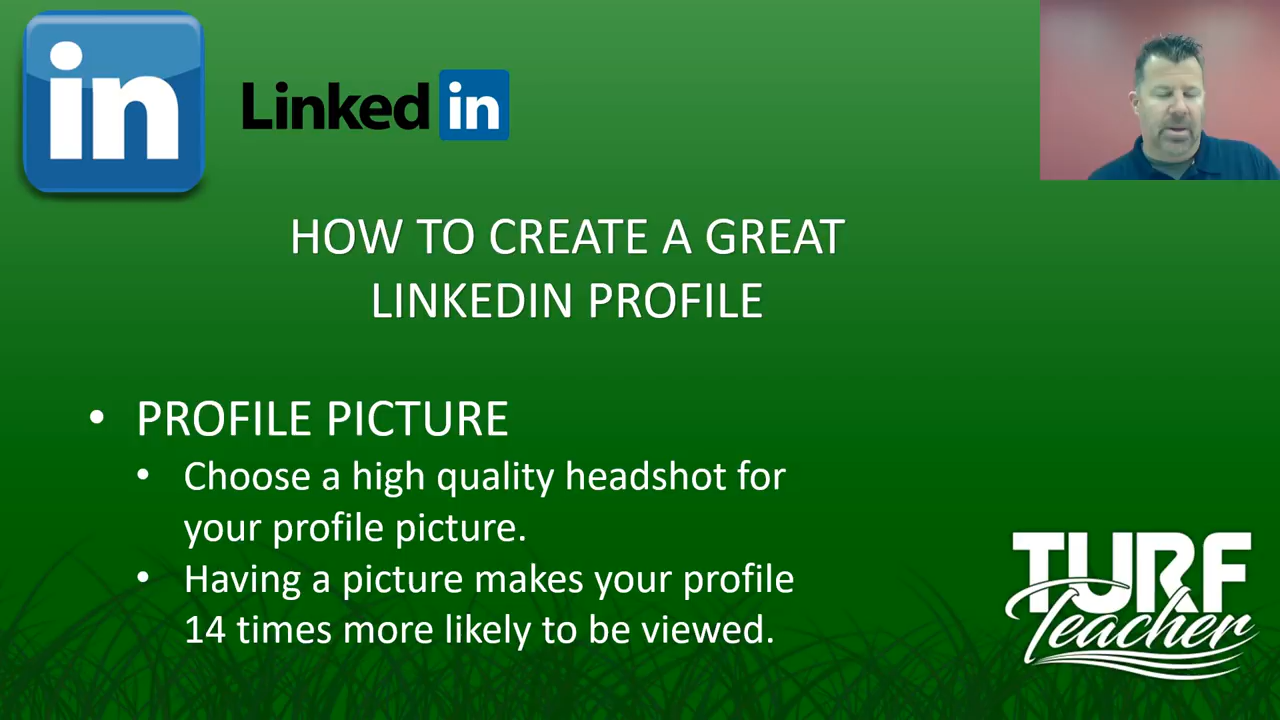 in
Linked in
HOW TO CREATE A GREAT
LINKEDIN PROFILE
• PROFILE PICTURE
• Choose a high quality headshot for
your profile picture.
• Having a picture makes your profile
14 times more likely to be viewed.
TURF
Teacher